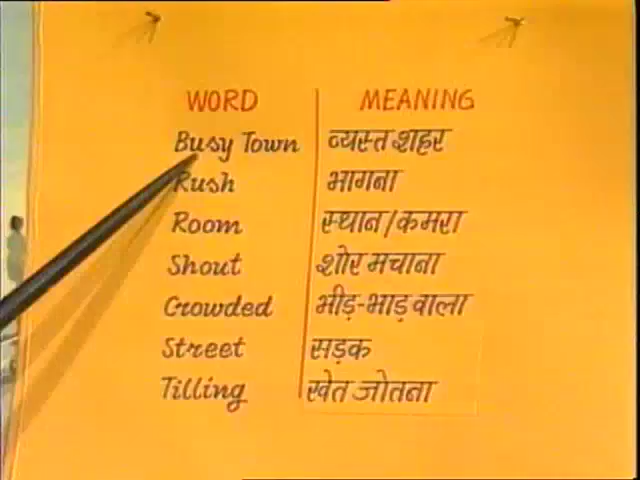 WORD MEANING
Busy Town व्यस्त शहर
Rush भागना
Room स्थान/कमरा
Shout शोर मचाना
Crowded भीड़-भाड़ वाला
Street सड़क
Tilling खेत जोतना